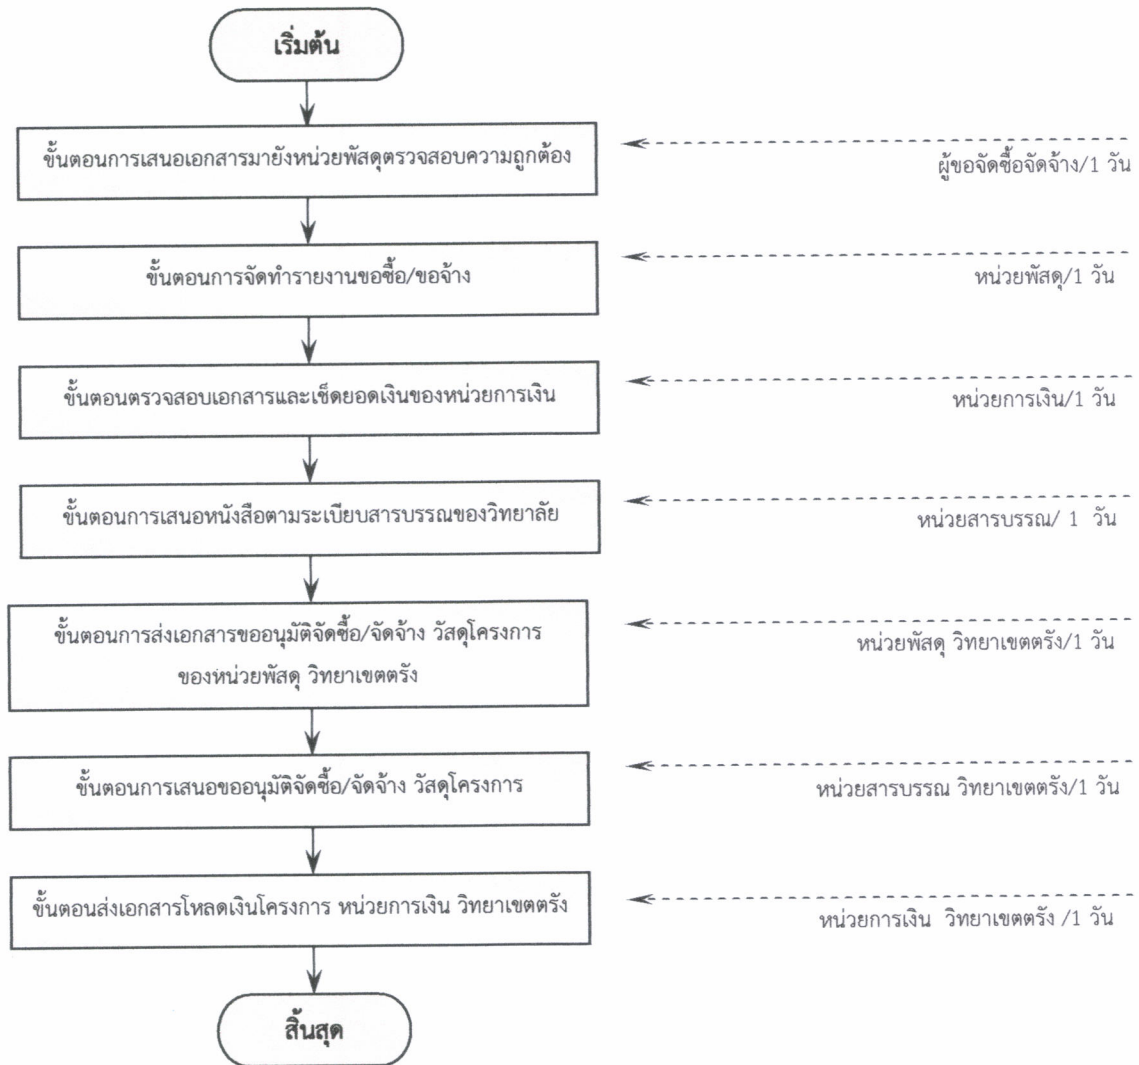 เริ่มต้น
ขั้นตอนการเสนอเอกสารมายังหน่วยพัสดุตรวจสอบความถูกต้อง
ผู้ขอจัดซื้อจัดจ้าง/1 วัน
ขั้นตอนการจัดทำรายงานขอซื้อ/ขอจ้าง
หน่วยพัสดุ/1 วัน
ขั้นตอนตรวจสอบเอกสารและเช็ดยอดเงินของหน่วยการเงิน
หน่วยการเงิน/1 วัน
ขั้นตอนการเสนอหนังสือตามระเบียบสารบรรณของวิทยาลัย
หน่วยสารบรรณ/ 1 วัน
ขั้นตอนการส่งเอกสารขออนุมัติจัดซื้อ/จัดจ้าง วัสดุโครงการ
ของหน่วยพัสดุ วิทยาเขตตรัง
หน่วยพัสดุ วิทยาเขตตรัง/1 วัน
ขั้นตอนการเสนอขออนุมัติจัดซื้อ/จัดจ้าง วัสดุโครงการ
หน่วยสารบรรณ วิทยาเขตตรัง/1 วัน
ขั้นตอนส่งเอกสารโหลดเงินโครงการ หน่วยการเงิน วิทยาเขตตรัง
หน่วยการเงิน วิทยาเขตตรัง /1 วัน
สิ้นสุด